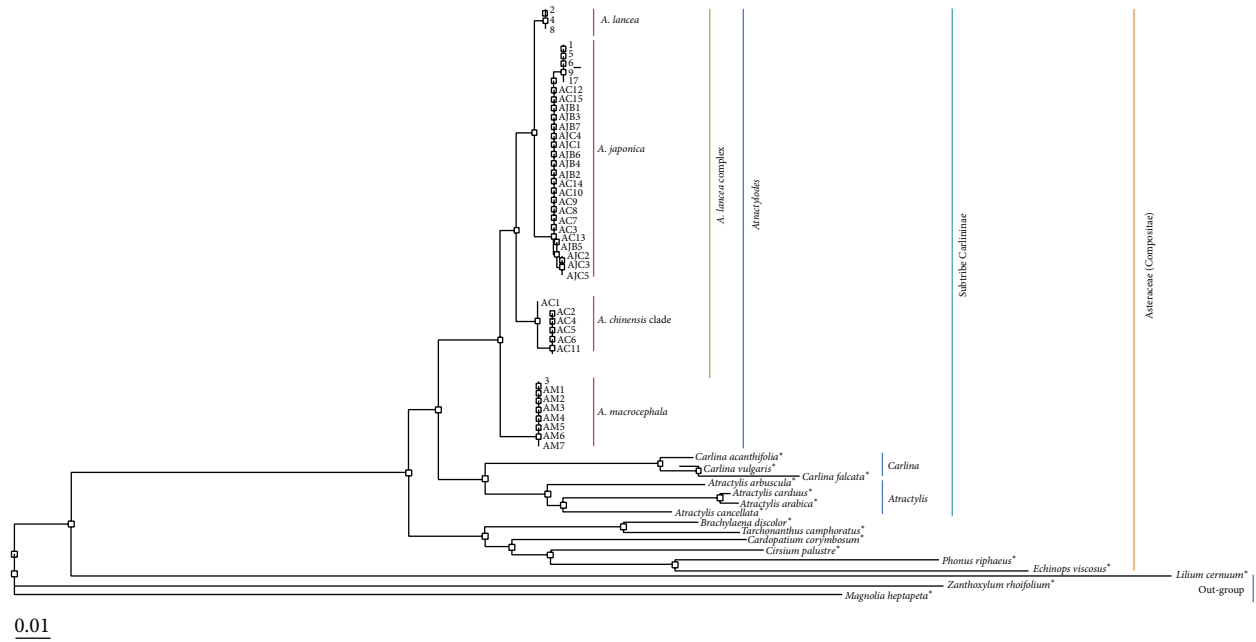 2
4
8
A. lancea
1
5
6
9
17
AC12
AC15
AJB1
AJB3
AJB7
AJC4
AJC1
AJB6
AJB4
AJB2
AC14
AC10
AC9
AC8
AC7
AC3
AC13
AJB5
AJC2
AJC3
AJC5
A. japonica
AC1
AC2
AC4
AC5
AC6
AC11
A. chinensis clade
3
AM1
AM2
AM3
AM4
AM5
AM6
AM7
A. macrocephala
A. lancea complex
Atractylodes
Carlina acanthifolia*
Carlina vulgaris*
Carlina falcata*
Carlina
Atractylis arbuscula*
Atractylis carduus*
Atractylis arabica*
Atractylis cancellata*
Atractylis
Subtribe Carlininae
Brachylaena discolor*
Tarchonanthus camphoratus*
Cardopatium corymbosum*
Cirsium palustre*
Phonus riphaeus*
Echinops viscosus*
Asteraceae (Compositae)
Lilium cernuum*
Zanthoxylum rhoifolium*
Magnolia heptapeta*
Out-group
0.01